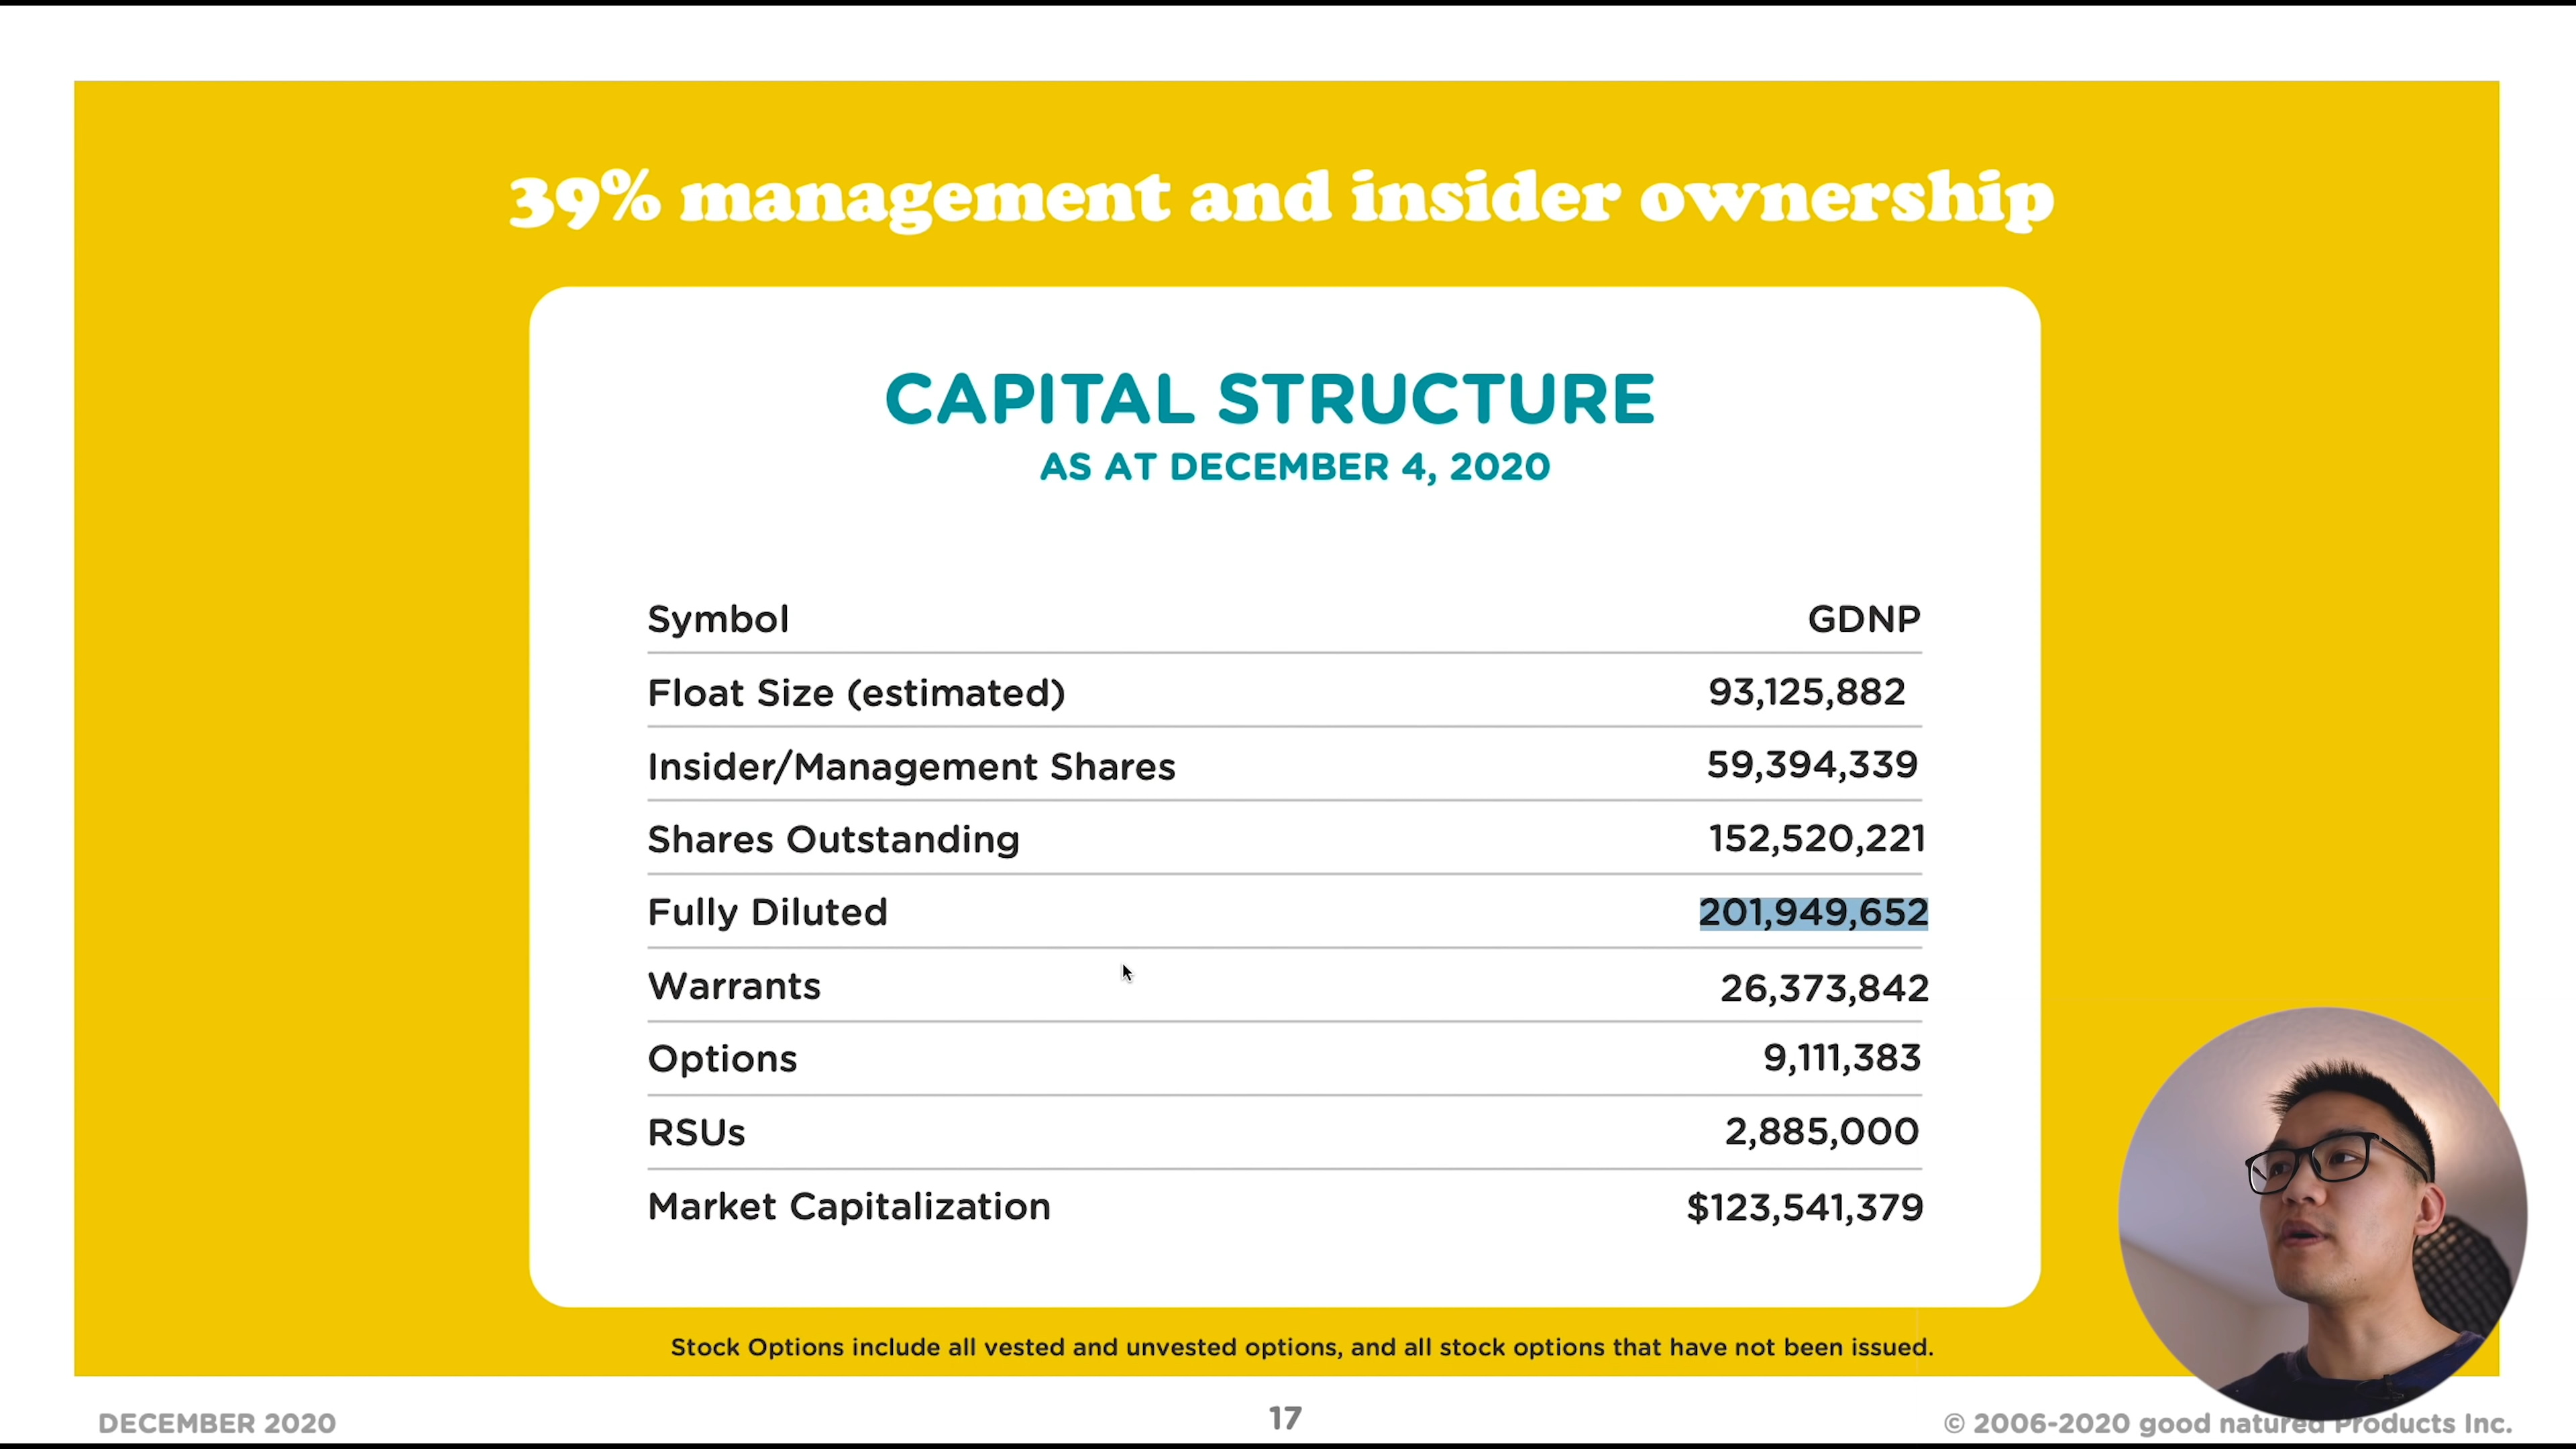 39% management and insider ownership
CAPITAL STRUCTURE
AS AT DECEMBER 4, 2020
Symbol GDNP
Float Size (estimated) 93,125,882
Insider/Management Shares 59,394,339
Shares Outstanding 152,520,221
Fully Diluted 201,949,652
Warrants 26,373,842
Options 9,111,383
RSUs 2,885,000
Market Capitalization $123,541,379
Stock Options include all vested and unvested options, and all stock options that have not been issued.
DECEMBER 2020 17 © 2006-2020 good natured Products Inc.